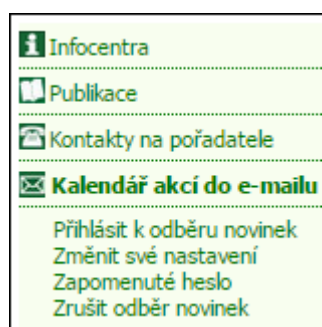 Infocentra
Publikace
Kontakty na pořadatele
Kalendář akcí do e-mailu
Přihlásit k odběru novinek
Změnit své nastavení
Zapomenuté heslo
Zrušit odběr novinek